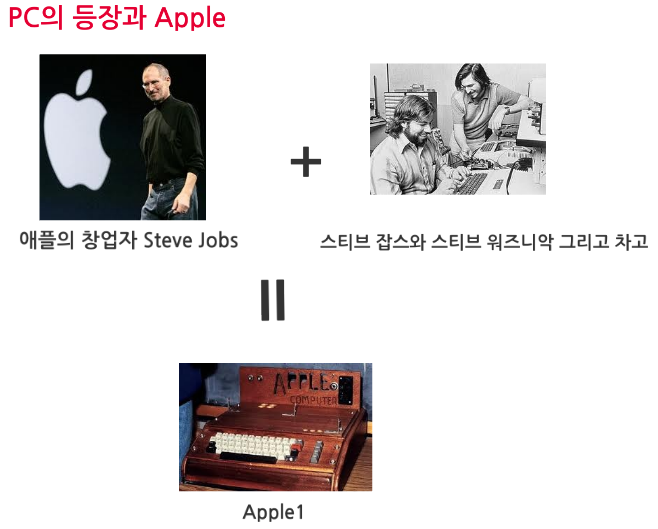 PC의 등장과 Apple
+
애플의 창업자 Steve Jobs
스티브 잡스와 스티브 워즈니악 그리고 차고
=
APPLE
COMPUTER
Apple1